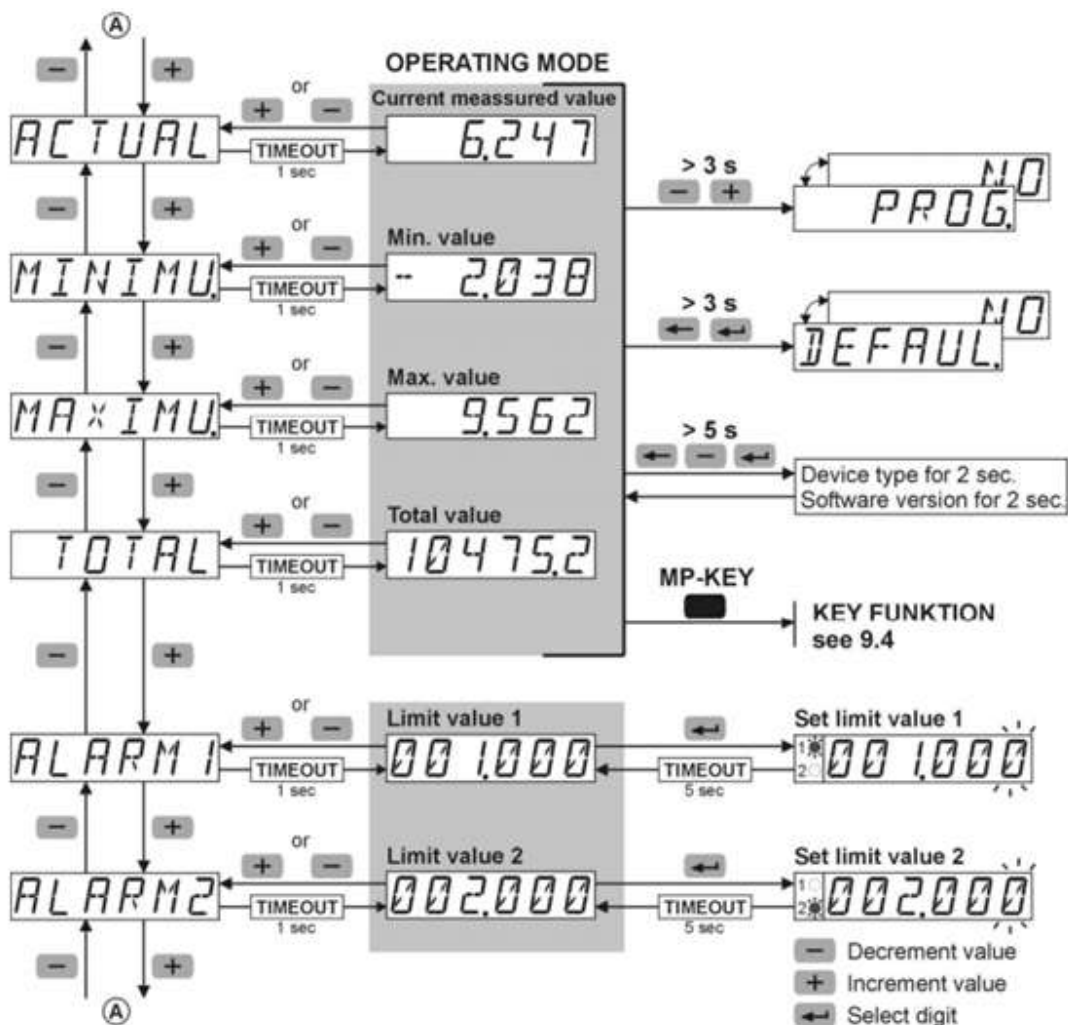 A
- +
OPERATING MODE
or
+ -
Current meassured value
ACTUAL
TIMEOUT
1 sec
6.247
> 3 s
- +
NO
PROG.
- +
or
+ -
Min. value
MINIMU.
TIMEOUT
1 sec
- 2.038
> 3 s
NO
DEFAUL.
- +
or
+ -
Max. value
MAXIMU.
TIMEOUT
1 sec
9.562
> 5 s
-
Device type for 2 sec.
Software version for 2 sec.
- +
or
+ -
Total value
TOTAL
TIMEOUT
1 sec
10475.2
MP-KEY
KEY FUNKTION
see 9.4
- +
or
+ -
Limit value 1
Set limit value 1
ALARM1
TIMEOUT
1 sec
001.000
TIMEOUT
5 sec
1
2
001.000
- +
or
+ -
Limit value 2
Set limit value 2
ALARM2
TIMEOUT
1 sec
002.000
TIMEOUT
5 sec
1
2
002.000
- +
A
- Decrement value
+ Increment value
Select digit